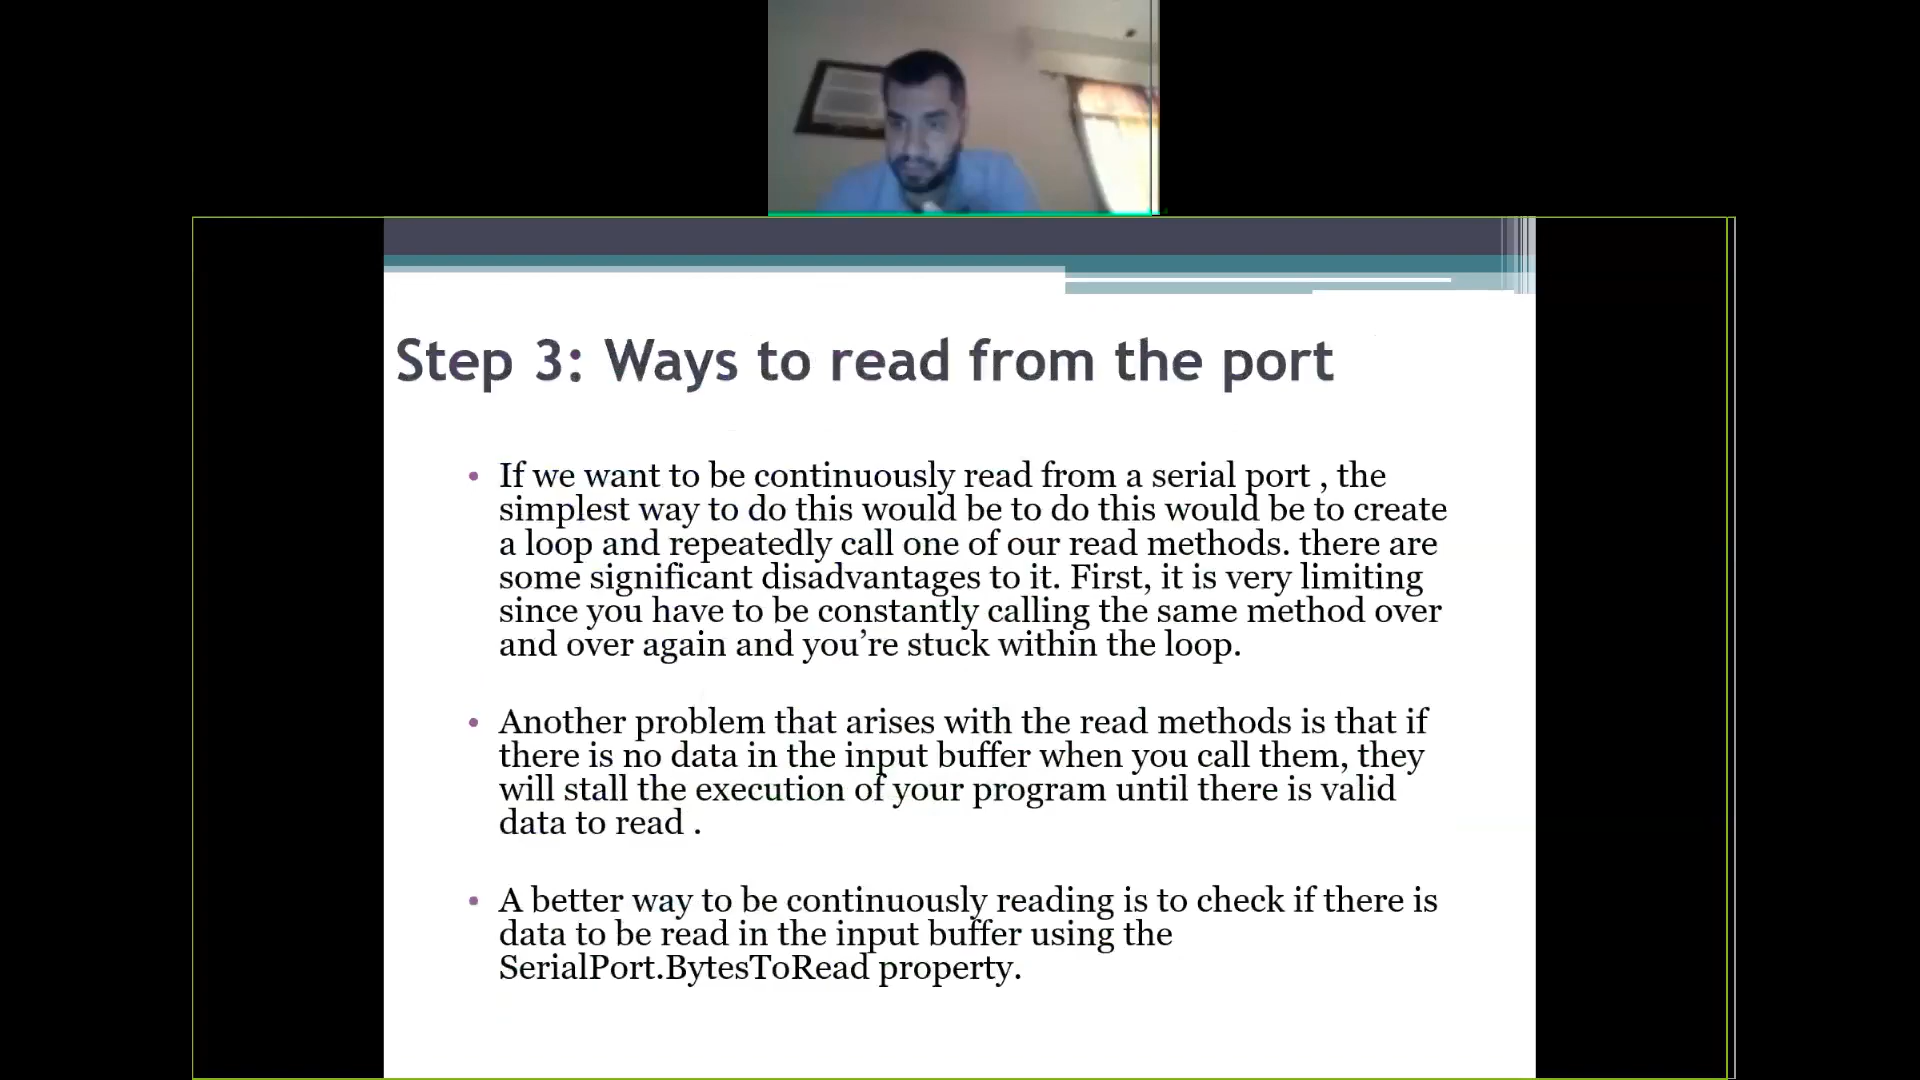 Step 3: Ways to read from the port
• If we want to be continuously read from a serial port , the
simplest way to do this would be to do this would be to create
a loop and repeatedly call one of our read methods. there are
some significant disadvantages to it. First, it is very limiting
since you have to be constantly calling the same method over
and over again and you’re stuck within the loop.
• Another problem that arises with the read methods is that if
there is no data in the input buffer when you call them, they
will stall the execution of your program until there is valid
data to read .
• A better way to be continuously reading is to check if there is
data to be read in the input buffer using the
SerialPort.BytesToRead property.